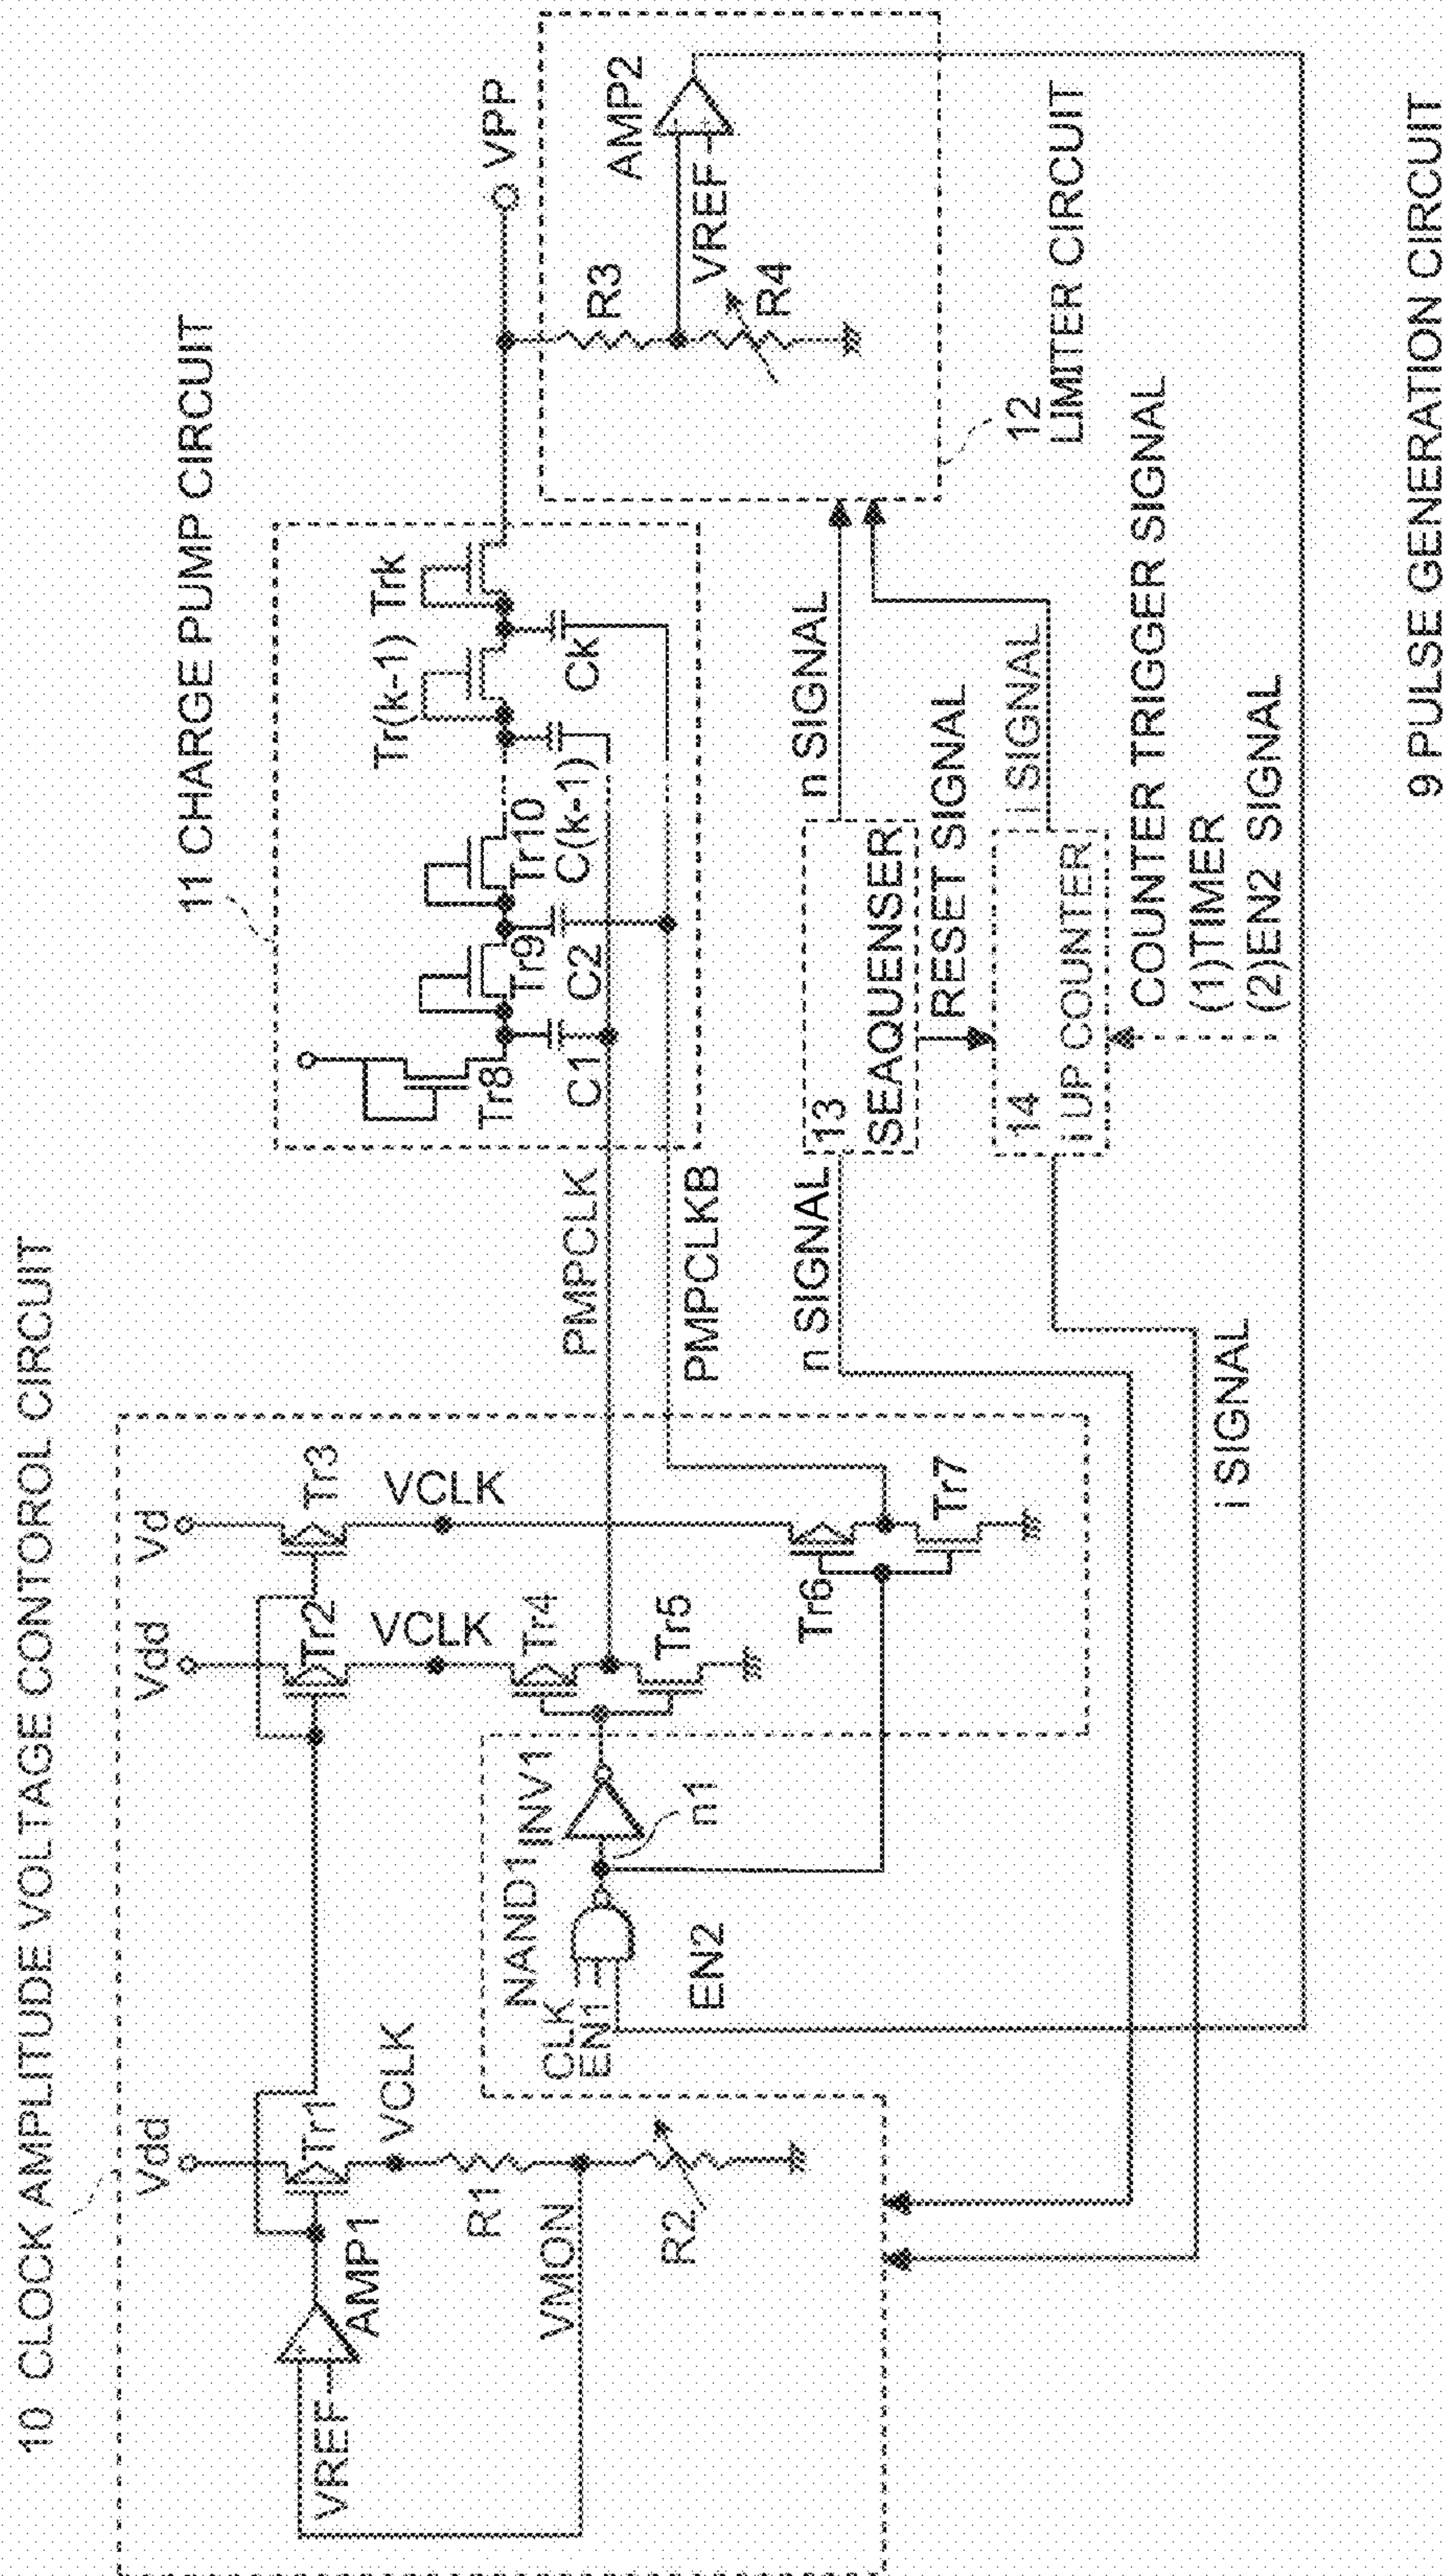 10 CLOCK AMPLITUDE VOLTAGE CONTOROL CIRCUIT
11 CHARGE PUMP CIRCUIT
Vdd
Vdd
Vd
Tr1
Tr2
Tr3
AMP1
VREF
+
-
VCLK
VCLK
VCLK
R1
VMON
R2
NAND1
INV1
CLK
EN1
EN2
n1
Tr4
Tr5
Tr6
Tr7
PMPCLK
PMPCLKB
Tr8
Tr9
Tr10
Tr(k-1)
Trk
C1
C2
C(k-1)
Ck
VPP
R3
R4
AMP2
VREF
12
LIMITER CIRCUIT
n SIGNAL
13
SEAQUENSER
n SIGNAL
RESET SIGNAL
14
i UP COUNTER
i SIGNAL
i SIGNAL
COUNTER TRIGGER SIGNAL
(1)TIMER
(2)EN2 SIGNAL
9 PULSE GENERATION CIRCUIT